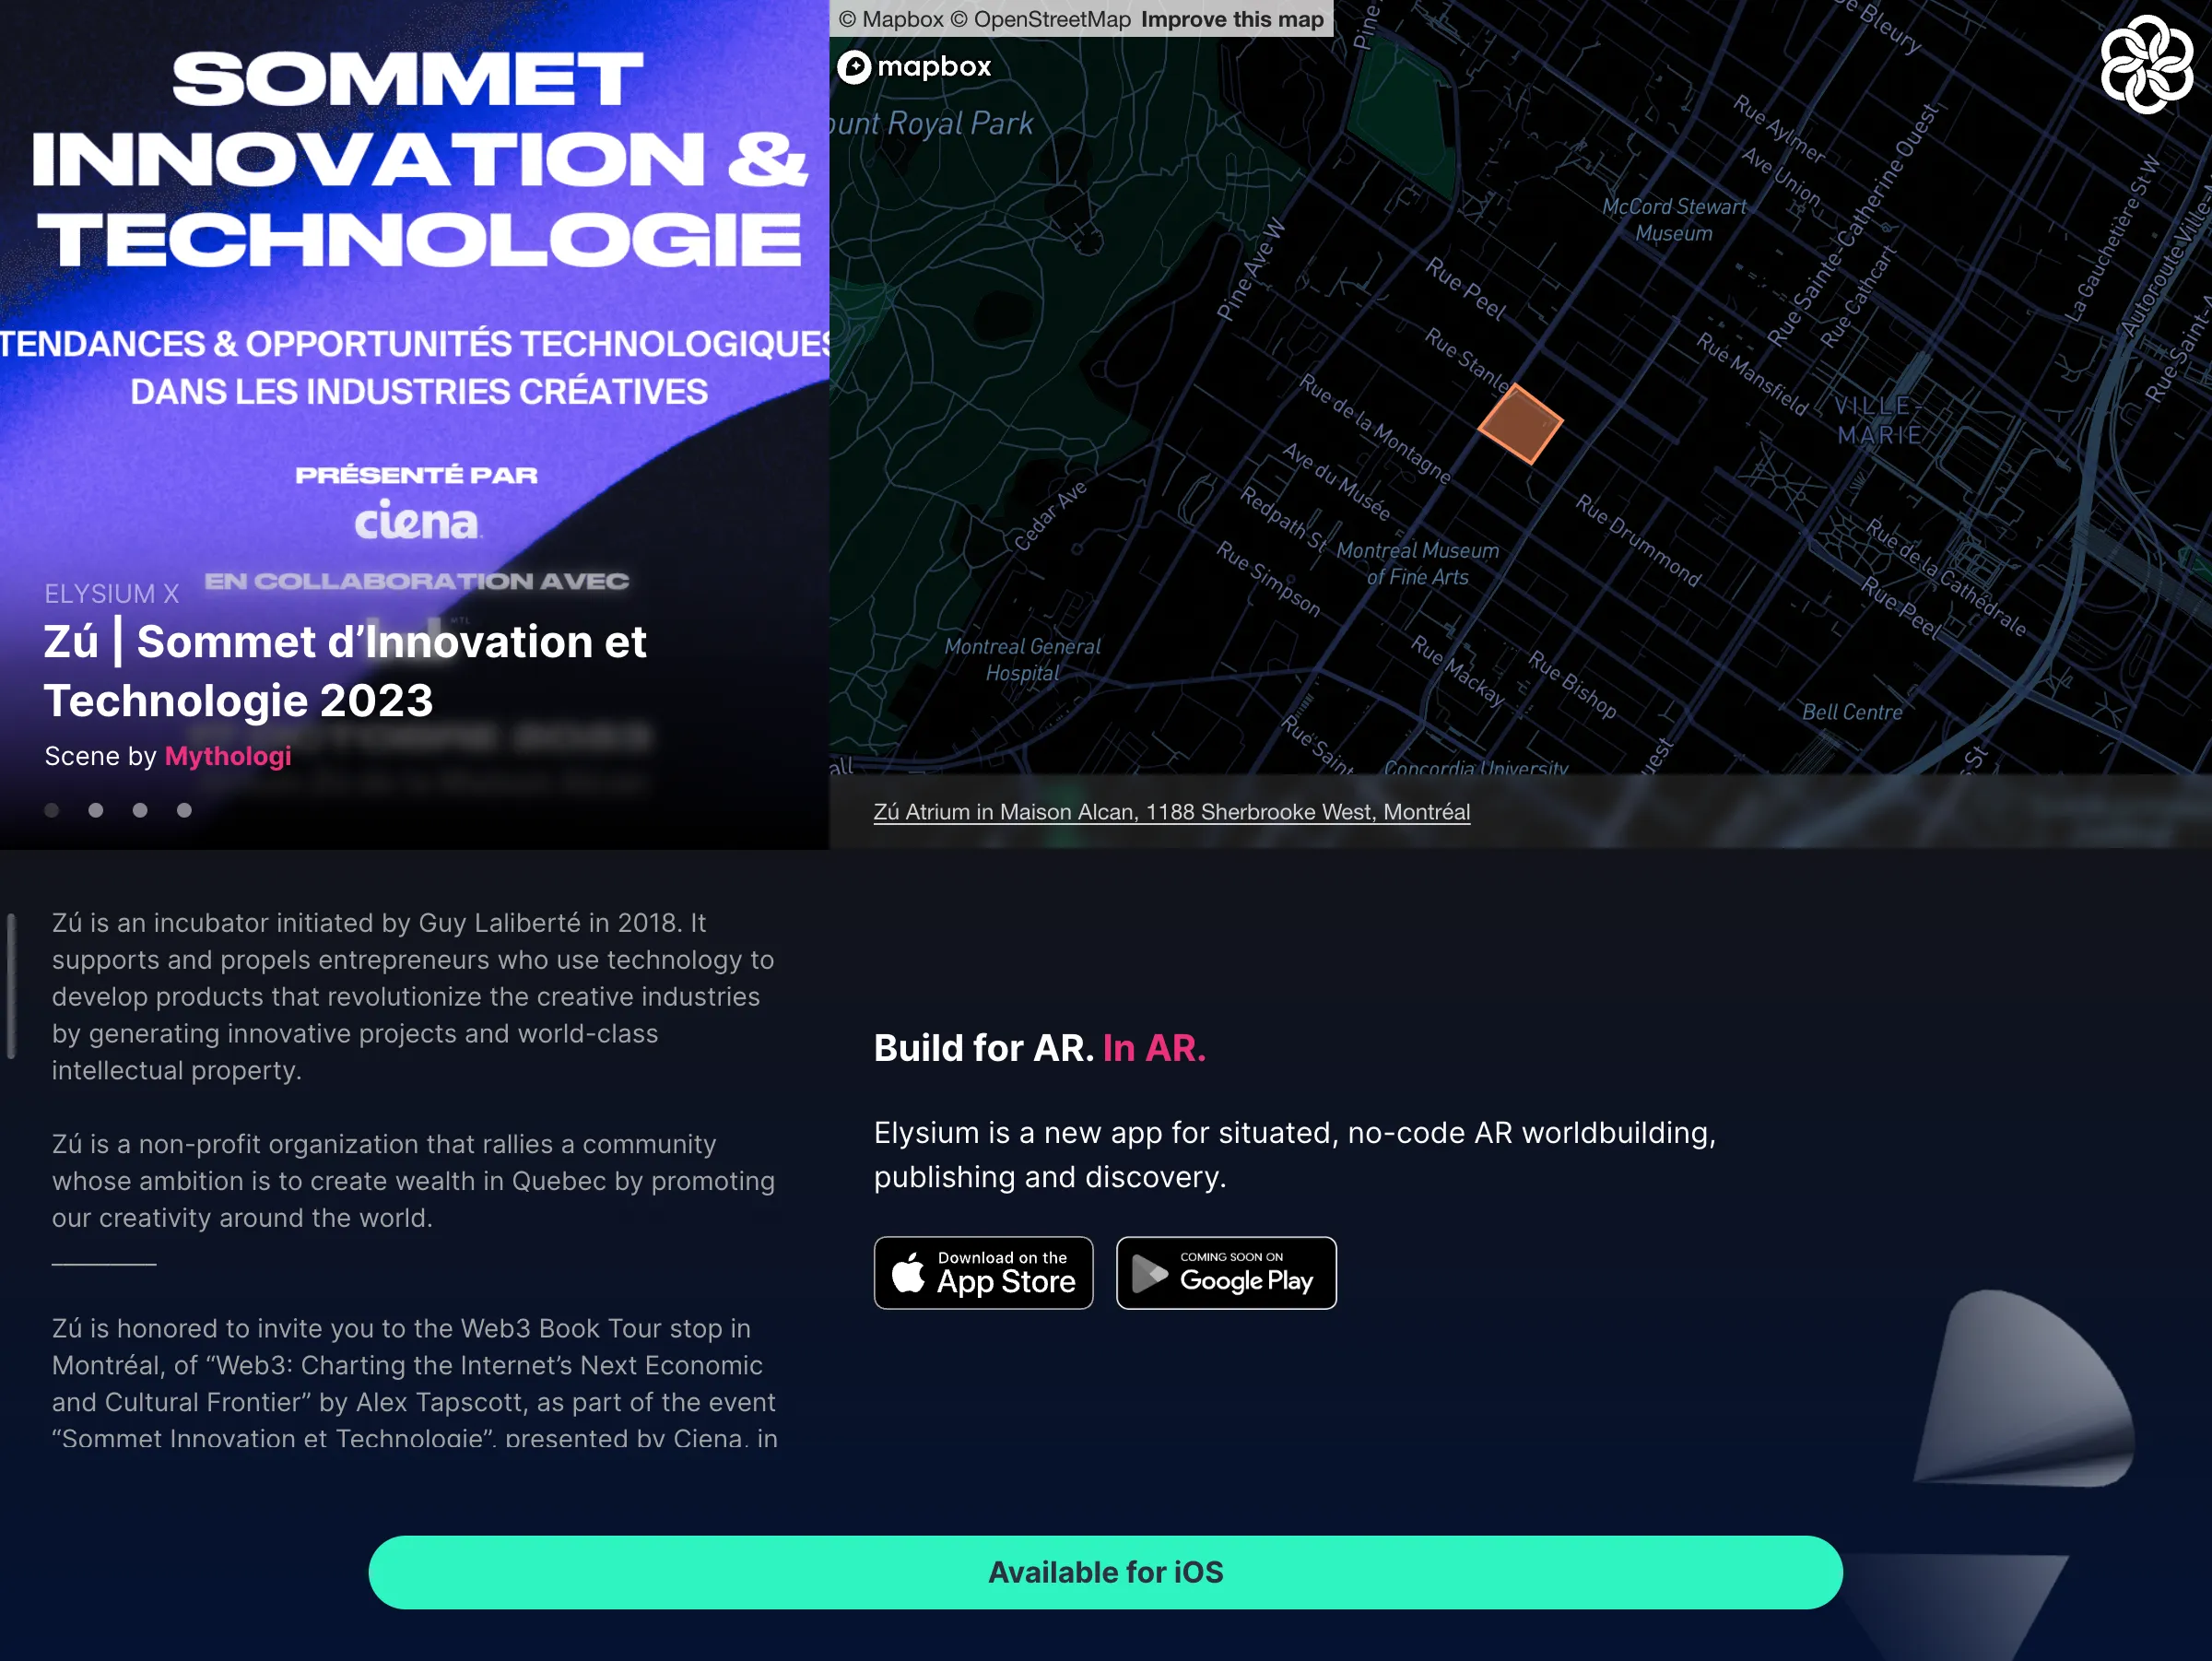 SOMMET
INNOVATION &
TECHNOLOGIE
TENDANCES & OPPORTUNITÉS TECHNOLOGIQUES
DANS LES INDUSTRIES CRÉATIVES
PRÉSENTÉ PAR
ciena
EN COLLABORATION AVEC
ELYSIUM X
Zú | Sommet d’Innovation et
Technologie 2023
Scene by Mythologi
© Mapbox © OpenStreetMap Improve this map
mapbox
ount Royal Park
Pine
De Bleury
Rue Aylmer
Ave Union
Rue Sainte-Catherine Ouest
Rue Cathcart
La Gauchetière St W
Autoroute Ville-
Rue Saint-
McCord Stewart
Museum
Pine Ave W
Rue Peel
Rue Stanle
Rue Mansfield
VILLE-
MARIE
Rue de la Montagne
Ave du Musée
Redpath St
Cedar Ave
Rue Simpson
Montreal Museum
of Fine Arts
Rue Drummond
Rue de la Cathédrale
Rue Peel
Montreal General
Hospital
Rue Mackay
Rue Bishop
Bell Centre
Rue Saint
Concordia University
uest
St
all
Zú Atrium in Maison Alcan, 1188 Sherbrooke West, Montréal
Zú is an incubator initiated by Guy Laliberté in 2018. It
supports and propels entrepreneurs who use technology to
develop products that revolutionize the creative industries
by generating innovative projects and world-class
intellectual property.
Zú is a non-profit organization that rallies a community
whose ambition is to create wealth in Quebec by promoting
our creativity around the world.
Zú is honored to invite you to the Web3 Book Tour stop in
Montréal, of “Web3: Charting the Internet’s Next Economic
and Cultural Frontier” by Alex Tapscott, as part of the event
“Sommet Innovation et Technologie”, presented by Ciena, in
Build for AR. In AR.
Elysium is a new app for situated, no-code AR worldbuilding,
publishing and discovery.
Download on the
App Store
COMING SOON ON
Google Play
Available for iOS